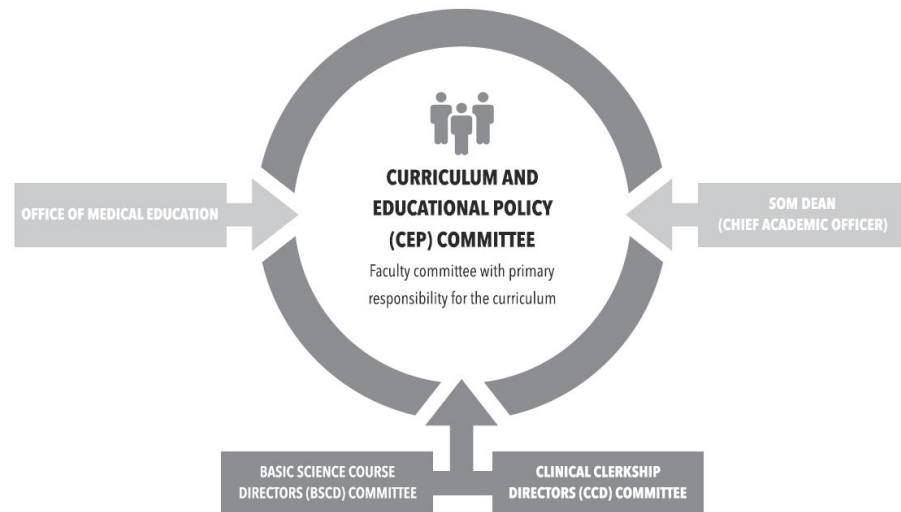 CURRICULUM AND
EDUCATIONAL POLICY
(CEP) COMMITTEE
Faculty committee with primary
responsibility for the curriculum
OFFICE OF MEDICAL EDUCATION
SOM DEAN
(CHIEF ACADEMIC OFFICER)
BASIC SCIENCE COURSE
DIRECTORS (BSCD) COMMITTEE
CLINICAL CLERKSHIP
DIRECTORS (CCD) COMMITTEE